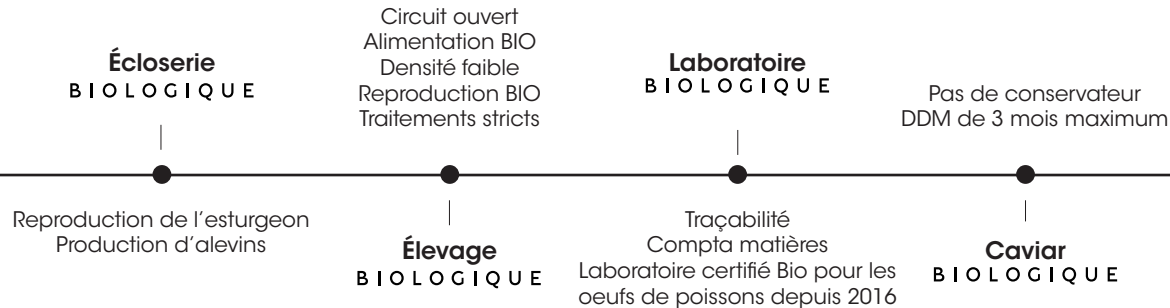 Écloserie
BIOLOGIQUE
Reproduction de l'esturgeon
Production d'alevins
Circuit ouvert
Alimentation BIO
Densité faible
Reproduction BIO
Traitements stricts
Élevage
BIOLOGIQUE
Laboratoire
BIOLOGIQUE
Traçabilité
Compta matières
Laboratoire certifié Bio pour les
oeufs de poissons depuis 2016
Pas de conservateur
DDM de 3 mois maximum
Caviar
BIOLOGIQUE